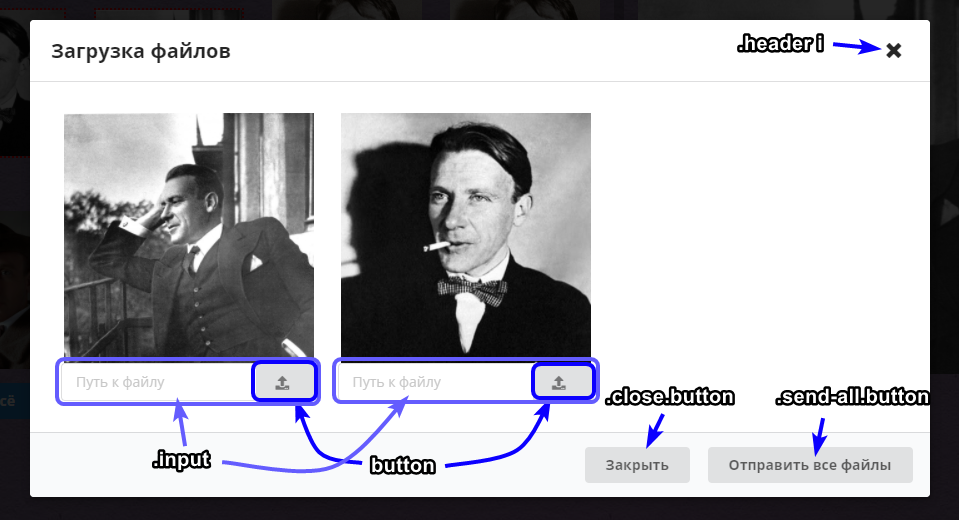 Загрузка файлов
.header i
Путь к файлу
Путь к файлу
.close.button
.send-all.button
.input
button
Закрыть
Отправить все файлы
сё